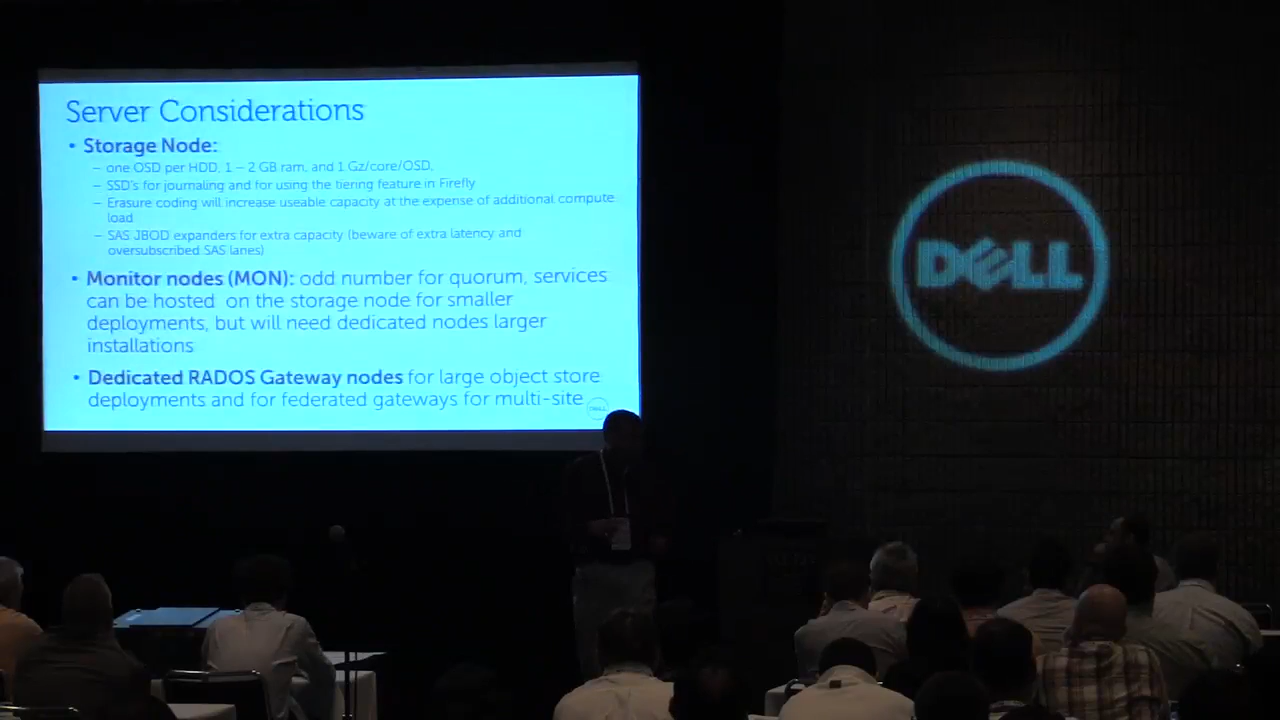 Server Considerations
• Storage Node:
– one OSD per HDD, 1 – 2 GB ram, and 1 Gz/core/OSD,
– SSD's for journaling and for using the tiering feature in Firefly
– Erasure coding will increase useable capacity at the expense of additional compute
load
– SAS JBOD expanders for extra capacity (beware of extra latency and
oversubscribed SAS lanes)
• Monitor nodes (MON): odd number for quorum, services
can be hosted on the storage node for smaller
deployments, but will need dedicated nodes larger
installations
• Dedicated RADOS Gateway nodes for large object store
deployments and for federated gateways for multi-site
DELL
DELL